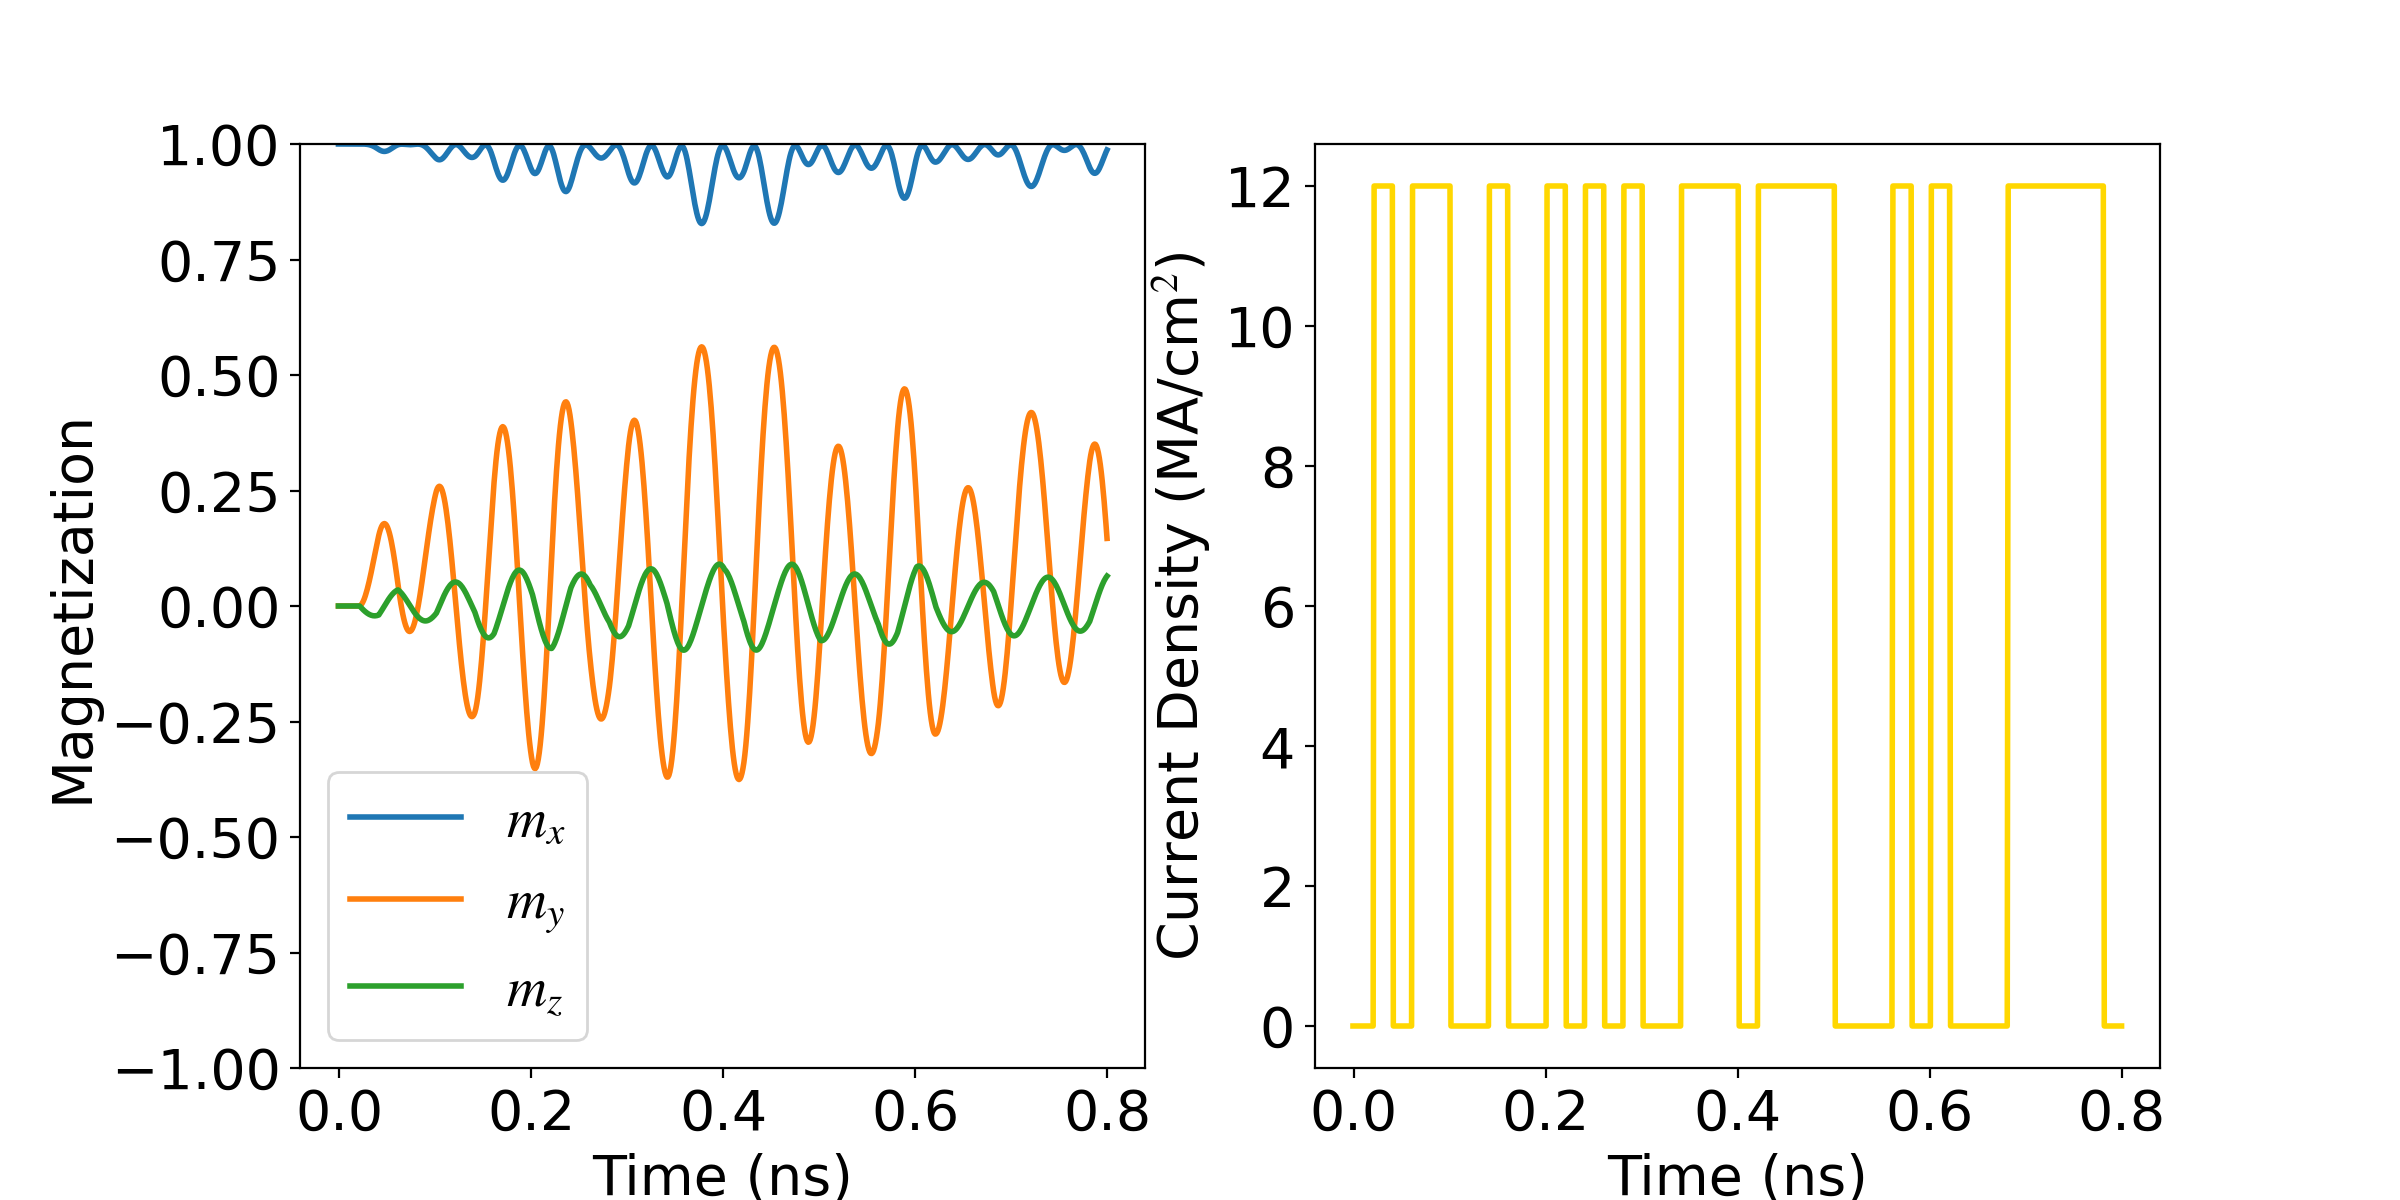 Magnetization
1.00
0.75
0.50
0.25
0.00
−0.25
−0.50
−0.75
−1.00
m_x
m_y
m_z
0.0 0.2 0.4 0.6 0.8
Time (ns)
Current Density (MA/cm²)
12
10
8
6
4
2
0
0.0 0.2 0.4 0.6 0.8
Time (ns)